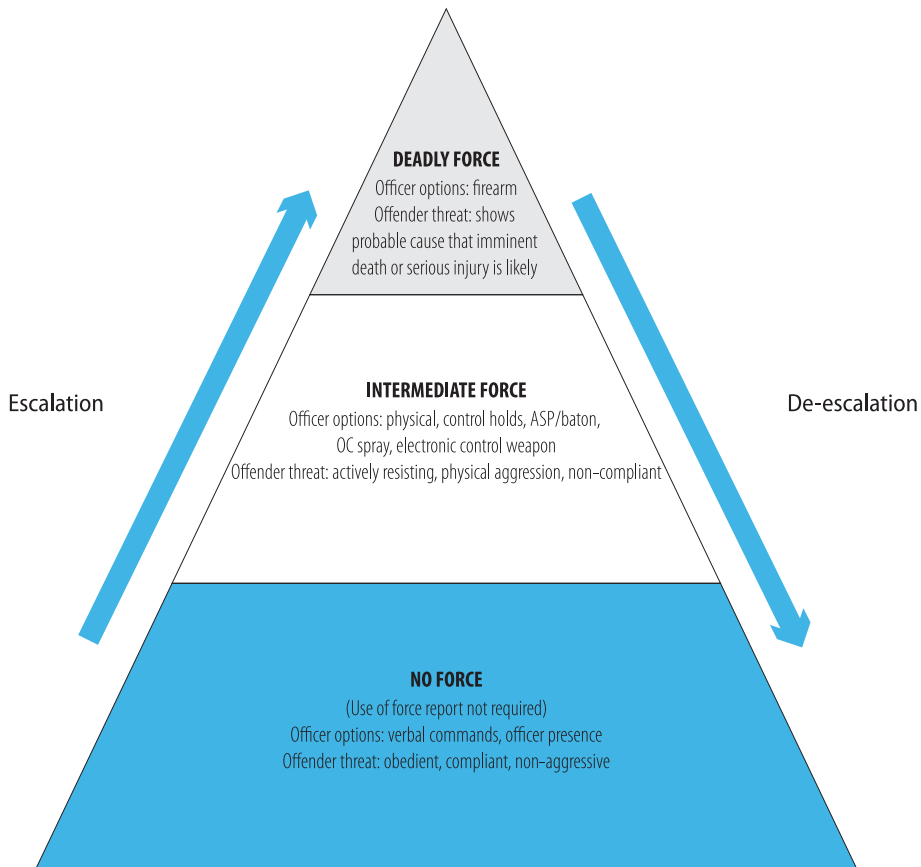 DEADLY FORCE
Officer options: firearm
Offender threat: shows
probable cause that imminent
death or serious injury is likely
Escalation
De-escalation
INTERMEDIATE FORCE
Officer options: physical, control holds, ASP/baton,
OC spray, electronic control weapon
Offender threat: actively resisting, physical aggression, non–compliant
NO FORCE
(Use of force report not required)
Officer options: verbal commands, officer presence
Offender threat: obedient, compliant, non–aggressive